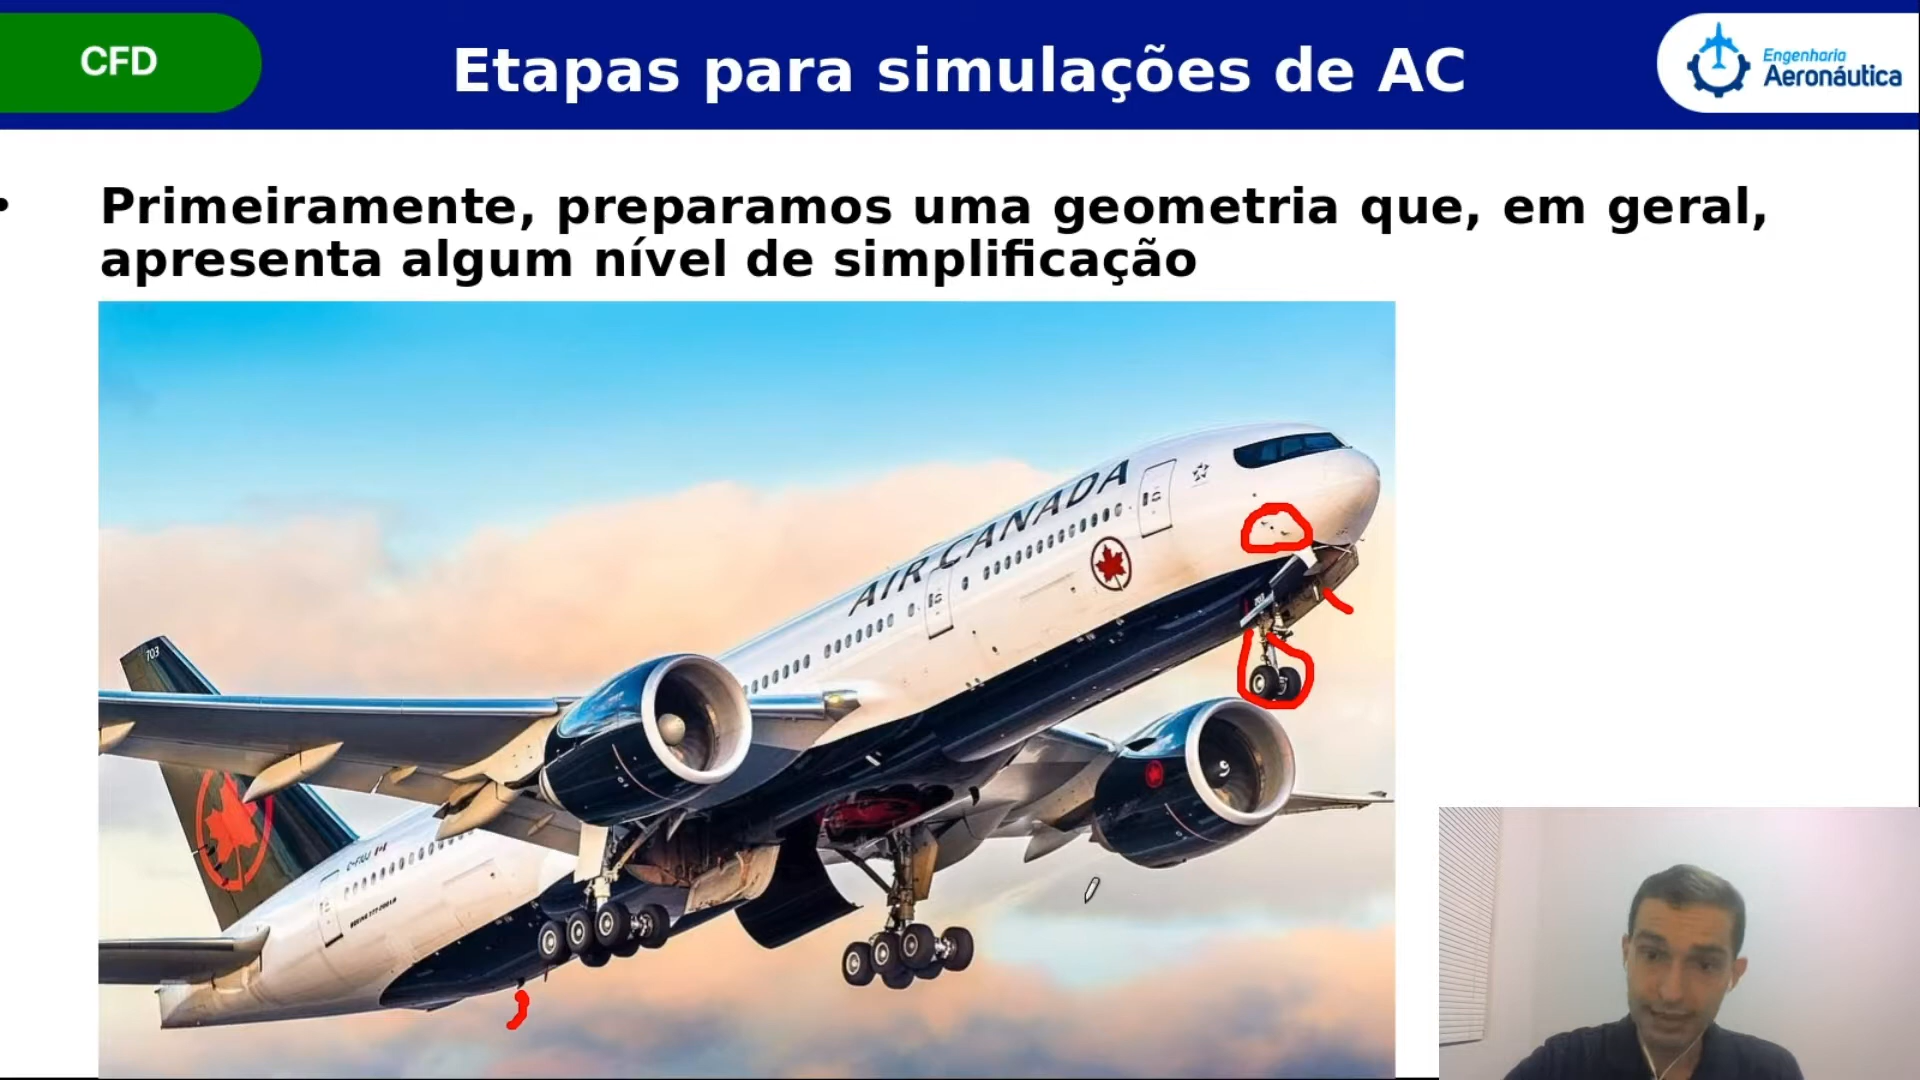 CFD
Etapas para simulações de AC
Engenharia
Aeronáutica
• Primeiramente, preparamos uma geometria que, em geral,
apresenta algum nível de simplificação
AIR CANADA
703
703